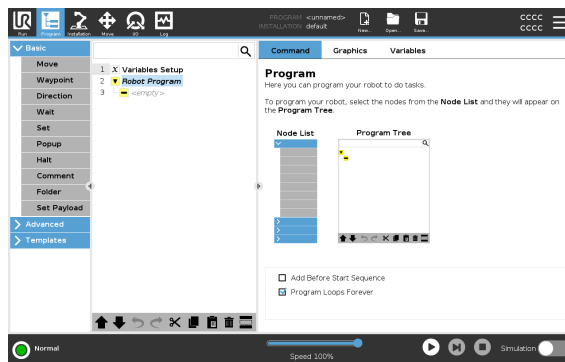 PROGRAM <unnamed>
INSTALLATION default
cccc
cccc
Run Program Installation Move I/O Log New... Open... Save...
Basic
Command Graphics Variables
Move
Waypoint
Direction
Wait
Set
Popup
Halt
Comment
Folder
Set Payload
Advanced
Templates
1 X Variables Setup
2 Robot Program
3 <empty>
Program
Here you can program your robot to do tasks.
To program your robot, select the nodes from the Node List and they will appear on
the Program Tree.
Node List Program Tree
Add Before Start Sequence
Program Loops Forever
Normal
Speed 100%
Simulation